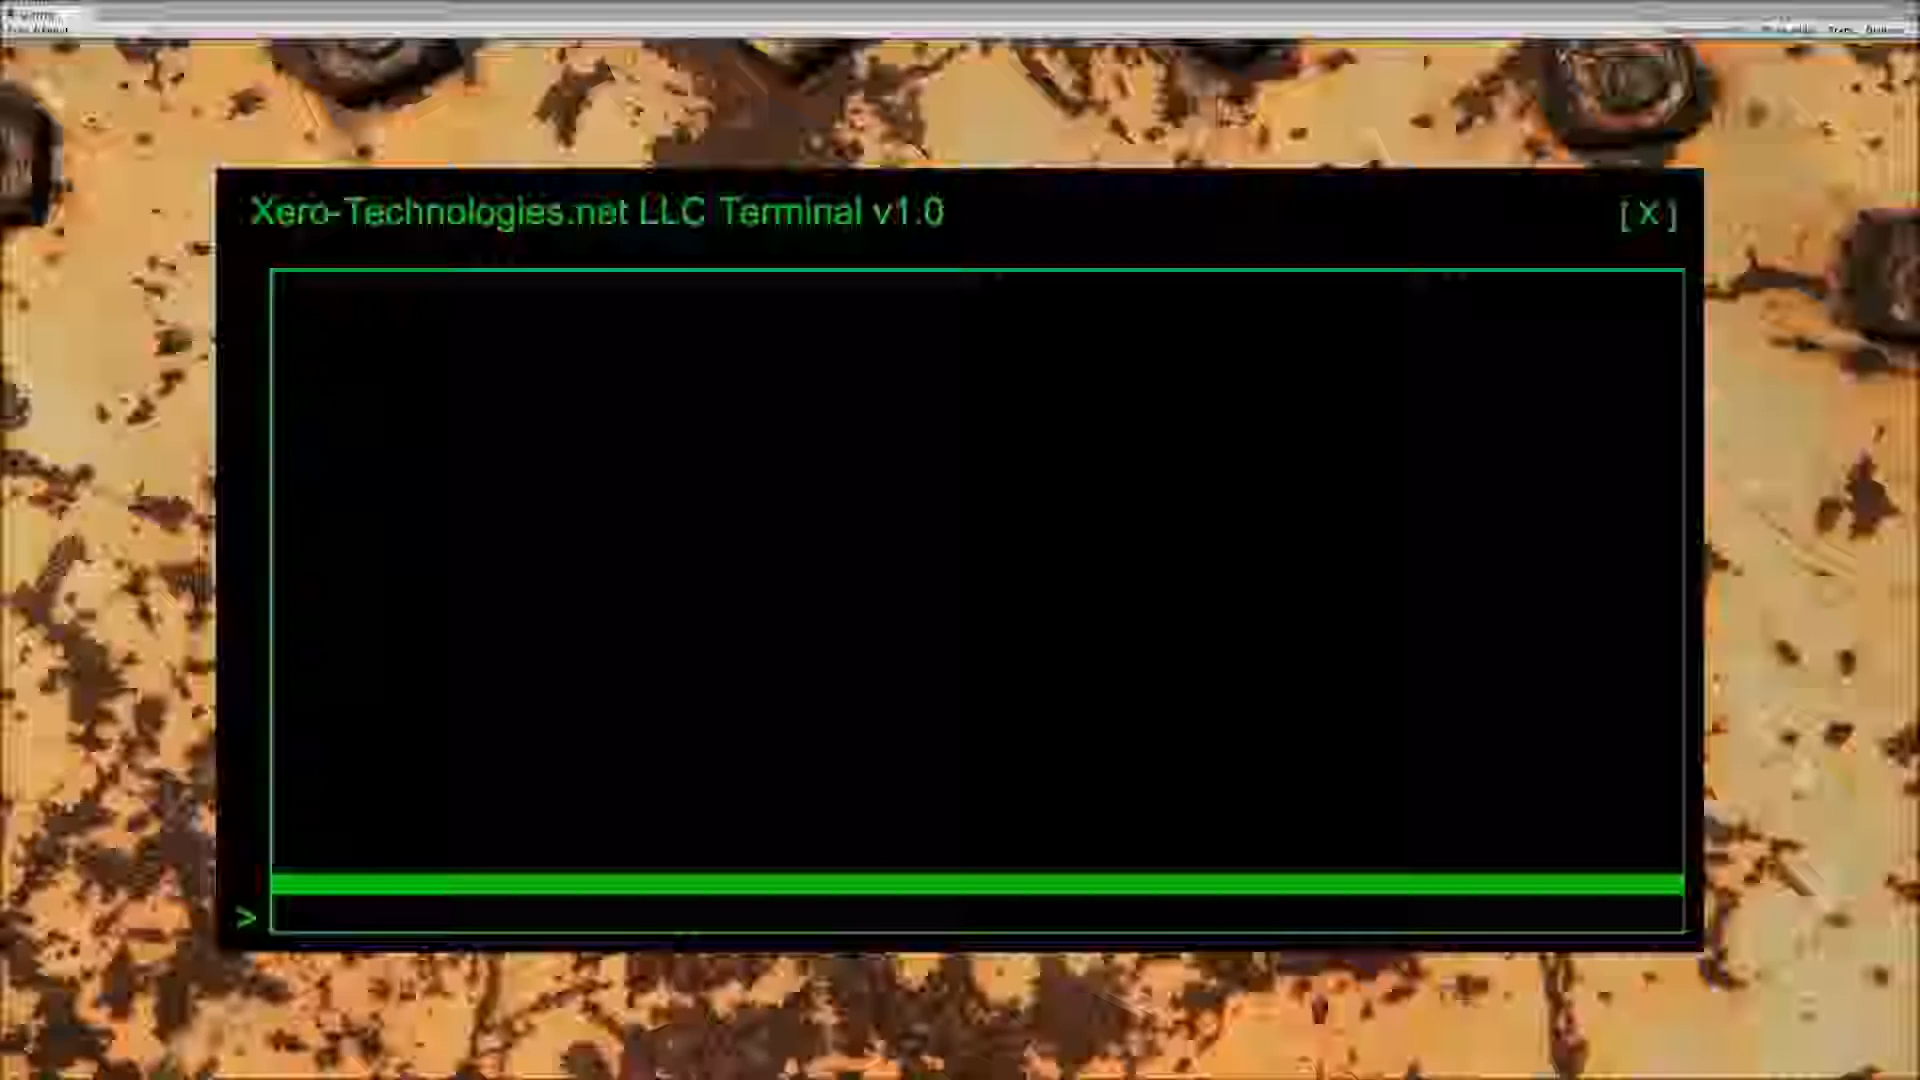 Xero-Technologies.net LLC Terminal v1.0
[ X ]
>